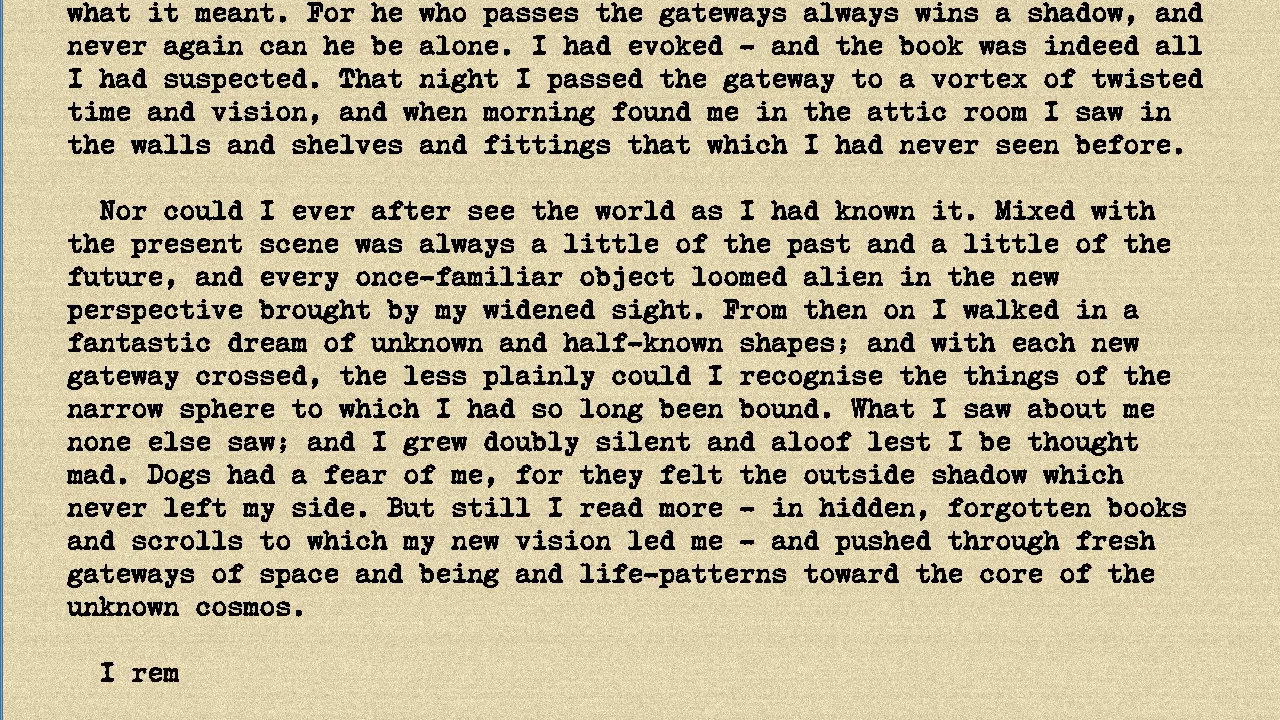 what it meant. For he who passes the gateways always wins a shadow, and
never again can he be alone. I had evoked - and the book was indeed all
I had suspected. That night I passed the gateway to a vortex of twisted
time and vision, and when morning found me in the attic room I saw in
the walls and shelves and fittings that which I had never seen before.
Nor could I ever after see the world as I had known it. Mixed with
the present scene was always a little of the past and a little of the
future, and every once-familiar object loomed alien in the new
perspective brought by my widened sight. From then on I walked in a
fantastic dream of unknown and half-known shapes; and with each new
gateway crossed, the less plainly could I recognise the things of the
narrow sphere to which I had so long been bound. What I saw about me
none else saw; and I grew doubly silent and aloof lest I be thought
mad. Dogs had a fear of me, for they felt the outside shadow which
never left my side. But still I read more - in hidden, forgotten books
and scrolls to which my new vision led me - and pushed through fresh
gateways of space and being and life-patterns toward the core of the
unknown cosmos.
I rem